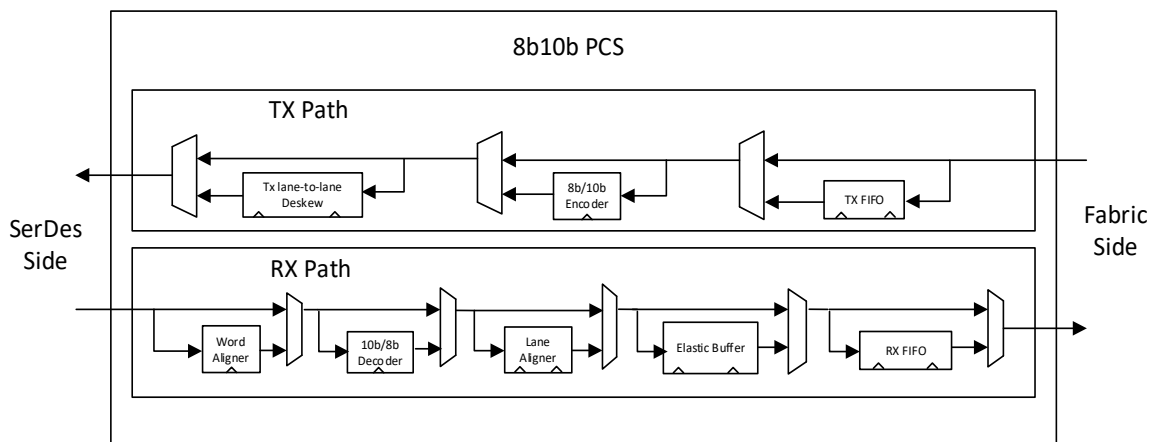 8b10b PCS
TX Path
Tx lane-to-lane
Deskew
8b/10b
Encoder
TX FIFO
SerDes
Side
Fabric
Side
RX Path
Word
Aligner
10b/8b
Decoder
Lane
Aligner
Elastic Buffer
RX FIFO